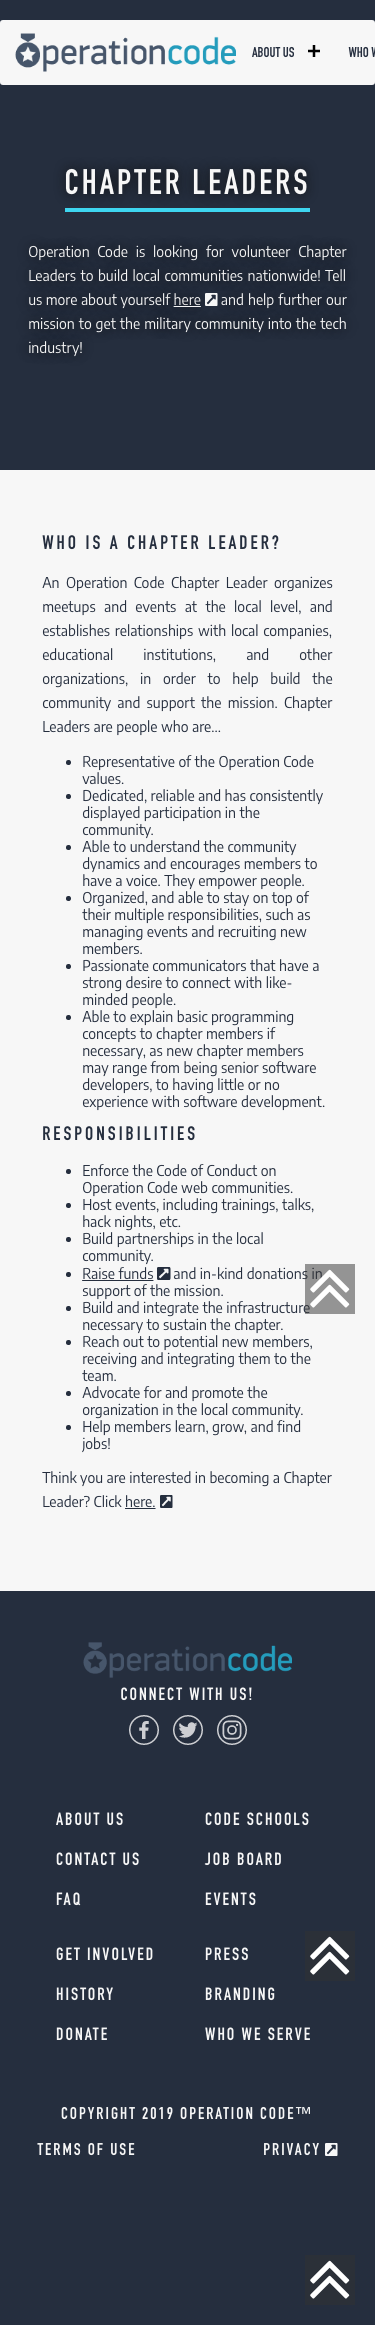 Operationcode ABOUT US + WHO W
CHAPTER LEADERS
Operation Code is looking for volunteer Chapter
Leaders to build local communities nationwide! Tell
us more about yourself here and help further our
mission to get the military community into the tech
industry!
WHO IS A CHAPTER LEADER?
An Operation Code Chapter Leader organizes
meetups and events at the local level, and
establishes relationships with local companies,
educational institutions, and other
organizations, in order to help build the
community and support the mission. Chapter
Leaders are people who are...
• Representative of the Operation Code
values.
• Dedicated, reliable and has consistently
displayed participation in the
community.
• Able to understand the community
dynamics and encourages members to
have a voice. They empower people.
• Organized, and able to stay on top of
their multiple responsibilities, such as
managing events and recruiting new
members.
• Passionate communicators that have a
strong desire to connect with like-
minded people.
• Able to explain basic programming
concepts to chapter members if
necessary, as new chapter members
may range from being senior software
developers, to having little or no
experience with software development.
RESPONSIBILITIES
• Enforce the Code of Conduct on
Operation Code web communities.
• Host events, including trainings, talks,
hack nights, etc.
• Build partnerships in the local
community.
• Raise funds and in-kind donations in
support of the mission.
• Build and integrate the infrastructure
necessary to sustain the chapter.
• Reach out to potential new members,
receiving and integrating them to the
team.
• Advocate for and promote the
organization in the local community.
• Help members learn, grow, and find
jobs!
Think you are interested in becoming a Chapter
Leader? Click here.
Operationcode
CONNECT WITH US!
ABOUT US CODE SCHOOLS
CONTACT US JOB BOARD
FAQ EVENTS
GET INVOLVED PRESS
HISTORY BRANDING
DONATE WHO WE SERVE
COPYRIGHT 2019 OPERATION CODE™
TERMS OF USE PRIVACY